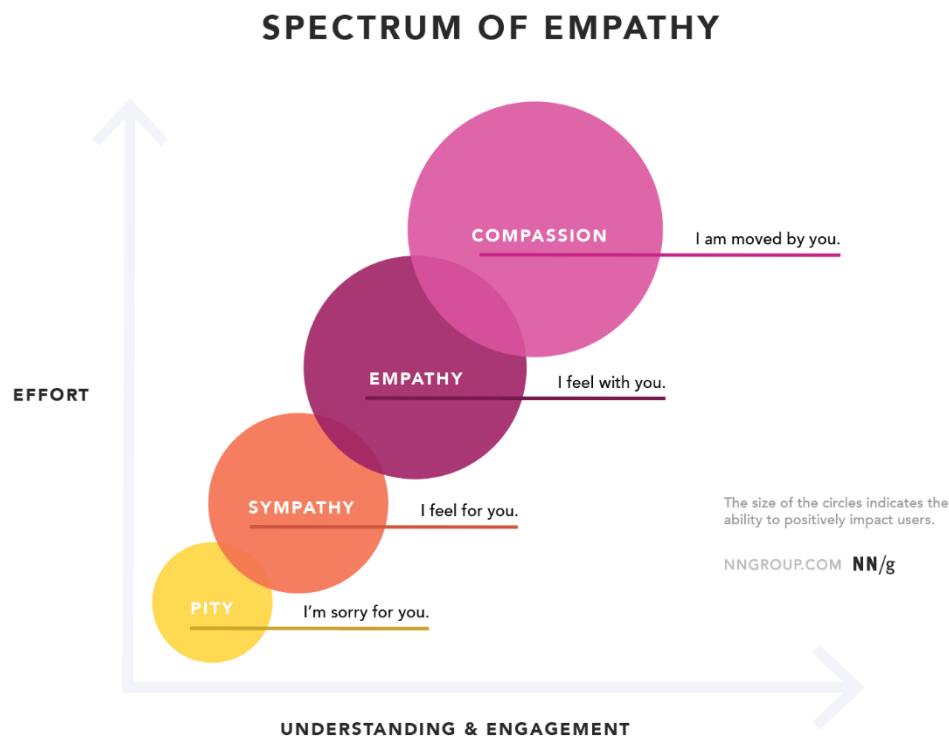 SPECTRUM OF EMPATHY
COMPASSION
I am moved by you.
EMPATHY
I feel with you.
EFFORT
SYMPATHY
I feel for you.
The size of the circles indicates the
ability to positively impact users.
NNGROUP.COM NN/g
PITY
I'm sorry for you.
UNDERSTANDING & ENGAGEMENT